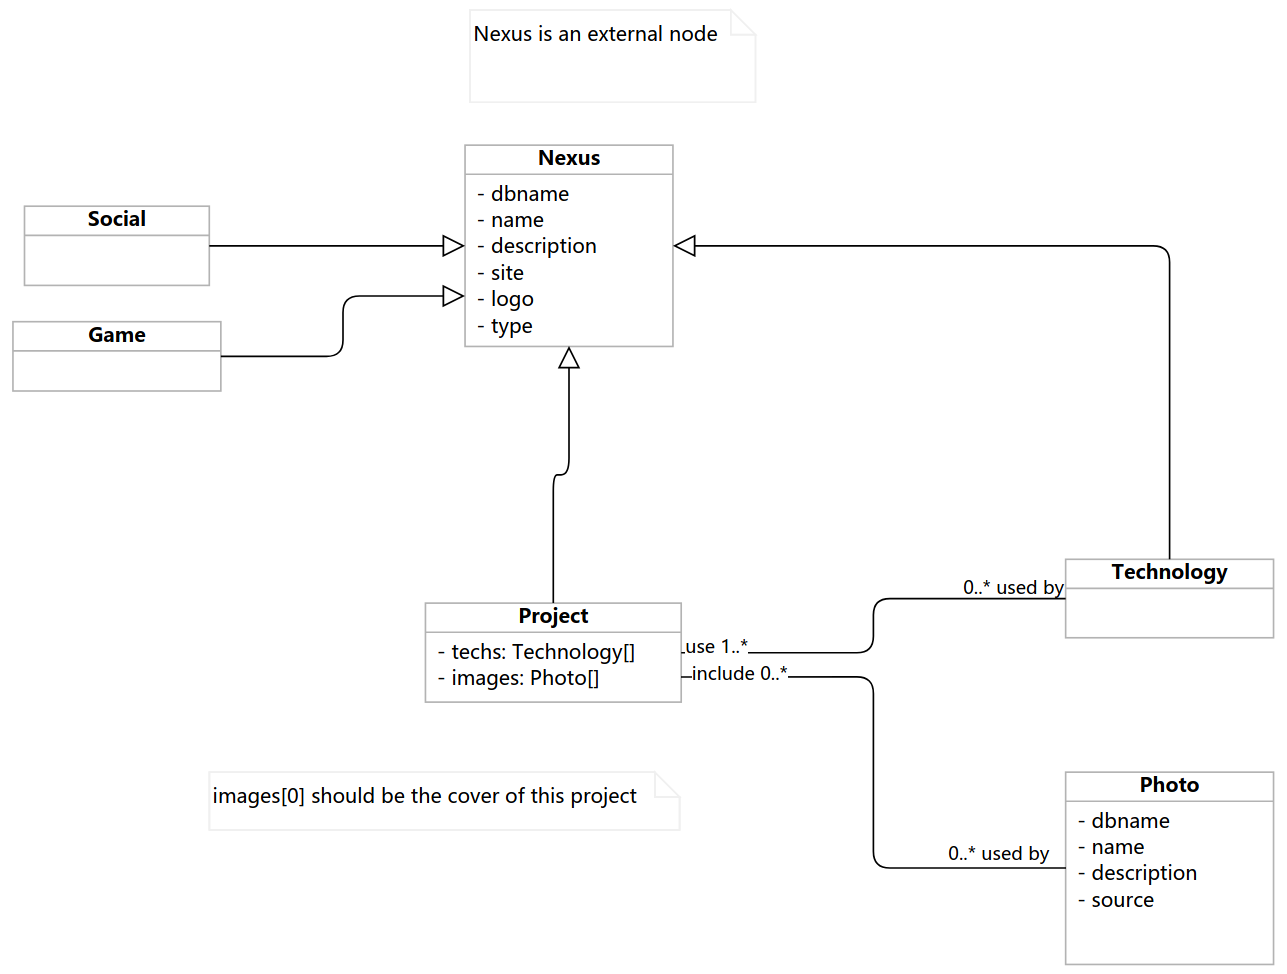 Nexus is an external node
Nexus
- dbname
- name
- description
- site
- logo
- type
Social
Game
Project
- techs: Technology[]
- images: Photo[]
use 1..*
include 0..*
0..* used by
Technology
images[0] should be the cover of this project
0..* used by
Photo
- dbname
- name
- description
- source